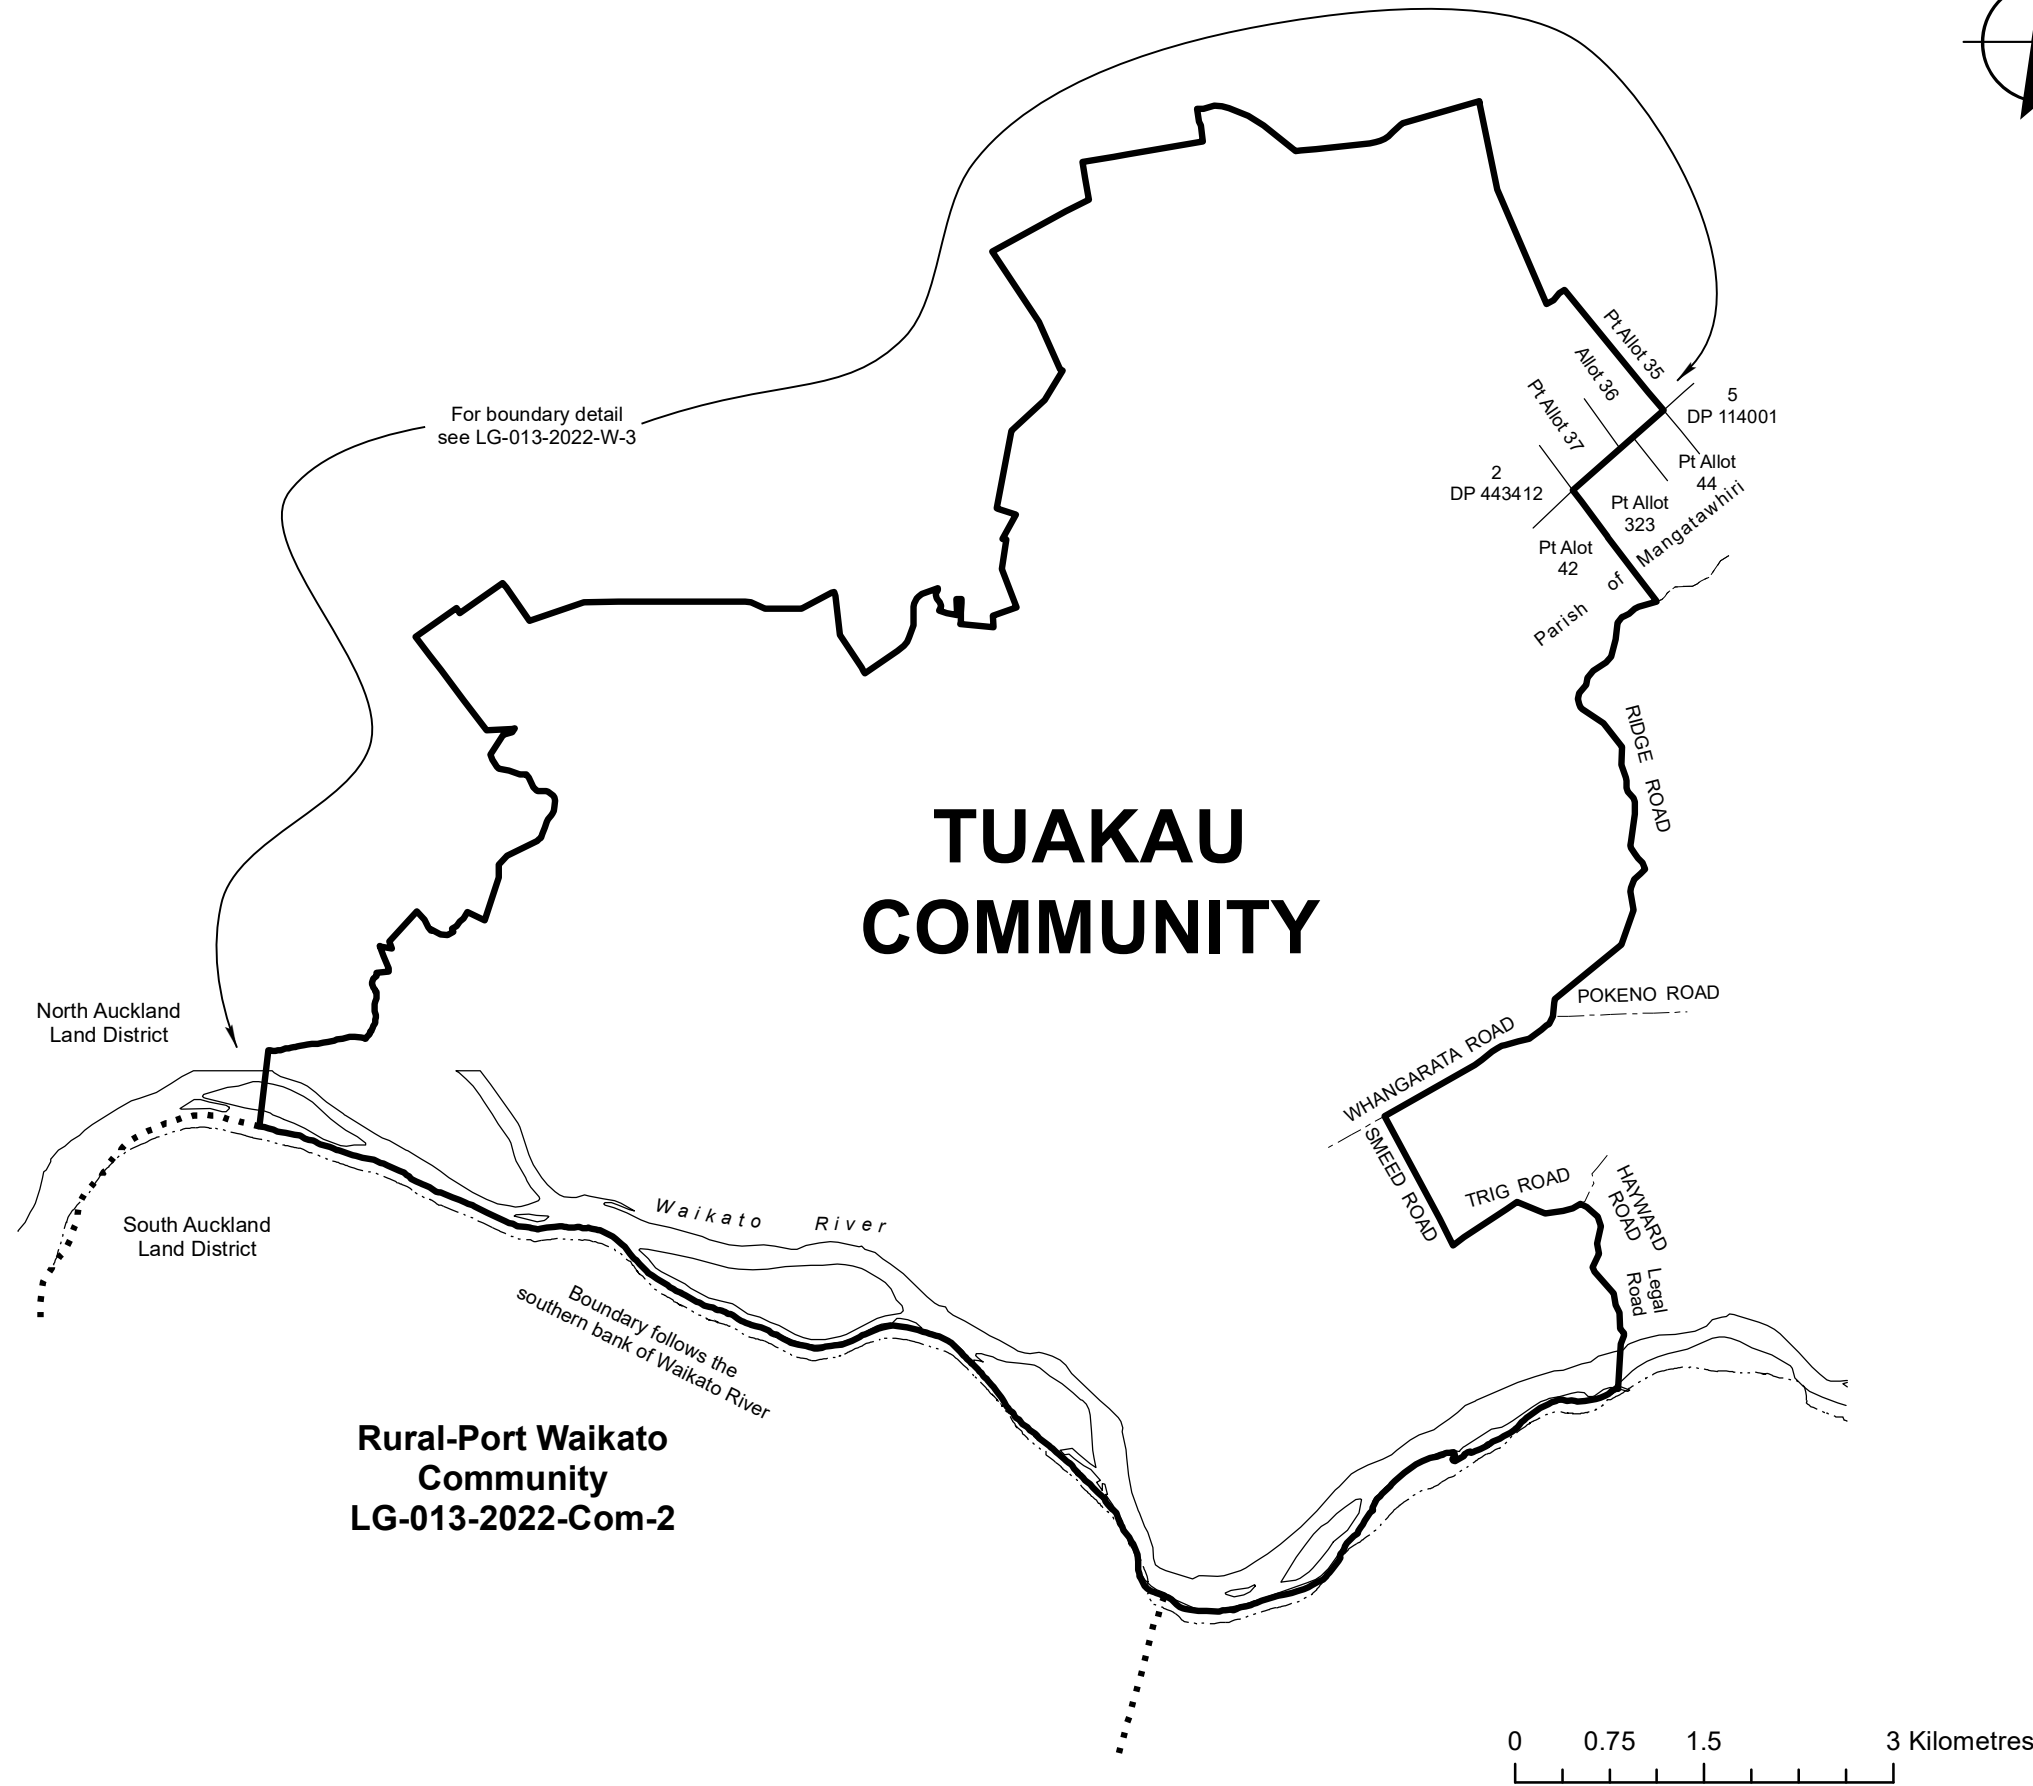 For boundary detail
see LG-013-2022-W-3
Pt Allot 35
Allot 36
Pt Allot 37
5
DP 114001
2
DP 443412
Pt Allot
44
Pt Allot
323
Pt Alot
42
Parish of Mangatawhiri
RIDGE ROAD
TUAKAU
COMMUNITY
POKENO ROAD
WHANGARATA ROAD
SMEED ROAD
TRIG ROAD
HAYWARD
ROAD
Legal
Road
North Auckland
Land District
South Auckland
Land District
Waikato River
Boundary follows the
southern bank of Waikato River
Rural-Port Waikato
Community
LG-013-2022-Com-2
0 0.75 1.5 3 Kilometres